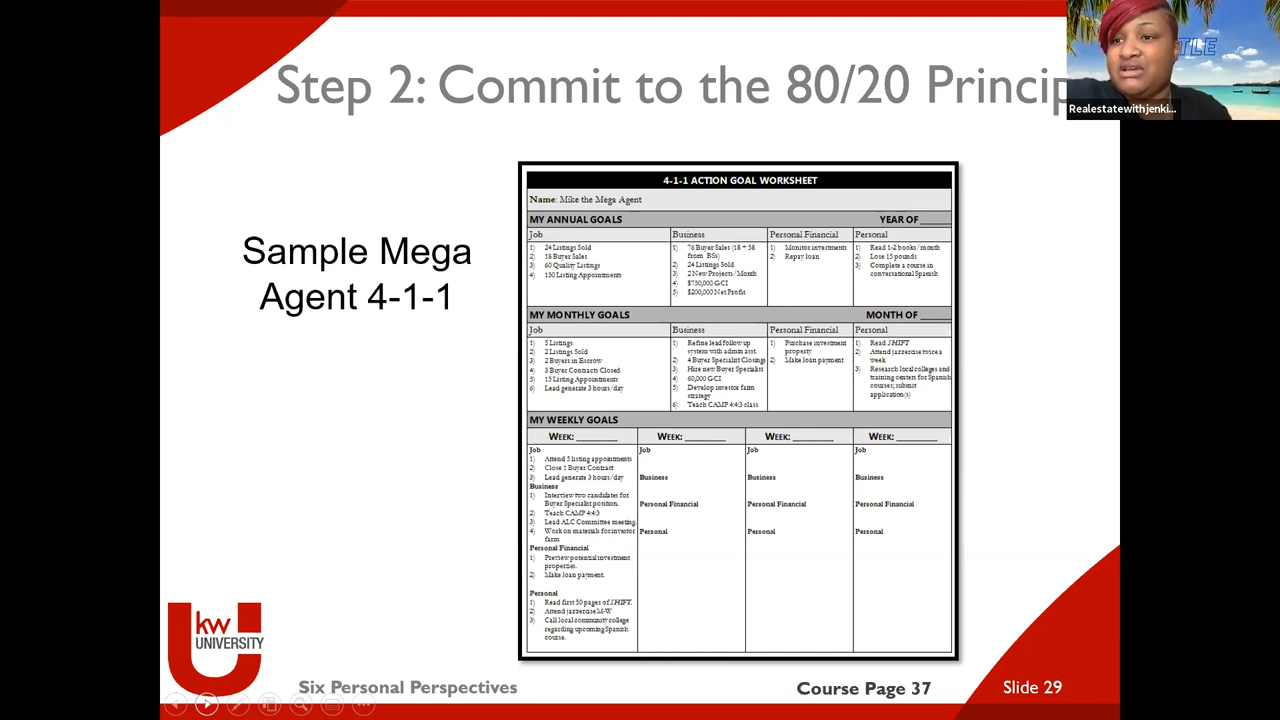 Step 2: Commit to the 80/20 Princip
TLE
Realestatewithjenki...
Sample Mega
Agent 4-1-1
4-1-1 ACTION GOAL WORKSHEET
Name: Mike the Mega Agent
MY ANNUAL GOALS YEAR OF ______
Job
1) 24 Listings Sold
2) 18 Buyer Sales
3) 60 Quality Listings
4) 150 Listing Appointments
Business
1) 76 Buyer Sales (18 + 58
from BSs)
2) 24 Listings Sold
3) 2 New Projects/Month
4) $750,000 GCI
5) $200,000 Net Profit
Personal Financial
1) Monitor investments
2) Repay loan
Personal
1) Read 1-2 books/month
2) Lose 15 pounds
3) Complete a course in
conversational Spanish
MY MONTHLY GOALS MONTH OF ______
Job
1) 5 Listings
2) 2 Listings Sold
3) 2 Buyers in Escrow
4) 3 Buyer Contracts Closed
5) 15 Listing Appointments
6) Lead generate 3 hours/day
Business
1) Refine lead follow up
system with admin asst.
2) 4 Buyer Specialist Closings
3) Hire new Buyer Specialist
4) 60,000 GCI
5) Develop investor farm
strategy
6) Teach CAMP 4:4:3 class
Personal Financial
1) Purchase investment
property
2) Make loan payment
Personal
1) Read SHIFT
2) Attend jazzercise twice a
week
3) Research local colleges and
training centers for Spanish
courses; submit
application(s)
MY WEEKLY GOALS
WEEK: ________ WEEK: ________ WEEK: ________ WEEK: ________
Job
1) Attend 5 listing appointments
2) Close 1 Buyer Contract
3) Lead generate 3 hours/day
Business
1) Interview two candidates for
Buyer Specialist position.
2) Teach CAMP 4:4:3
3) Lead ALC Committee meeting.
4) Work on materials for investor
farm
Personal Financial
1) Preview potential investment
properties.
2) Make loan payment.
Personal
1) Read first 50 pages of SHIFT.
2) Attend jazzercise M-W
3) Call local community college
regarding upcoming Spanish
course.
Job
Business
Personal Financial
Personal
Job
Business
Personal Financial
Personal
Job
Business
Personal Financial
Personal
kw
UNIVERSITY
Six Personal Perspectives
Course Page 37
Slide 29